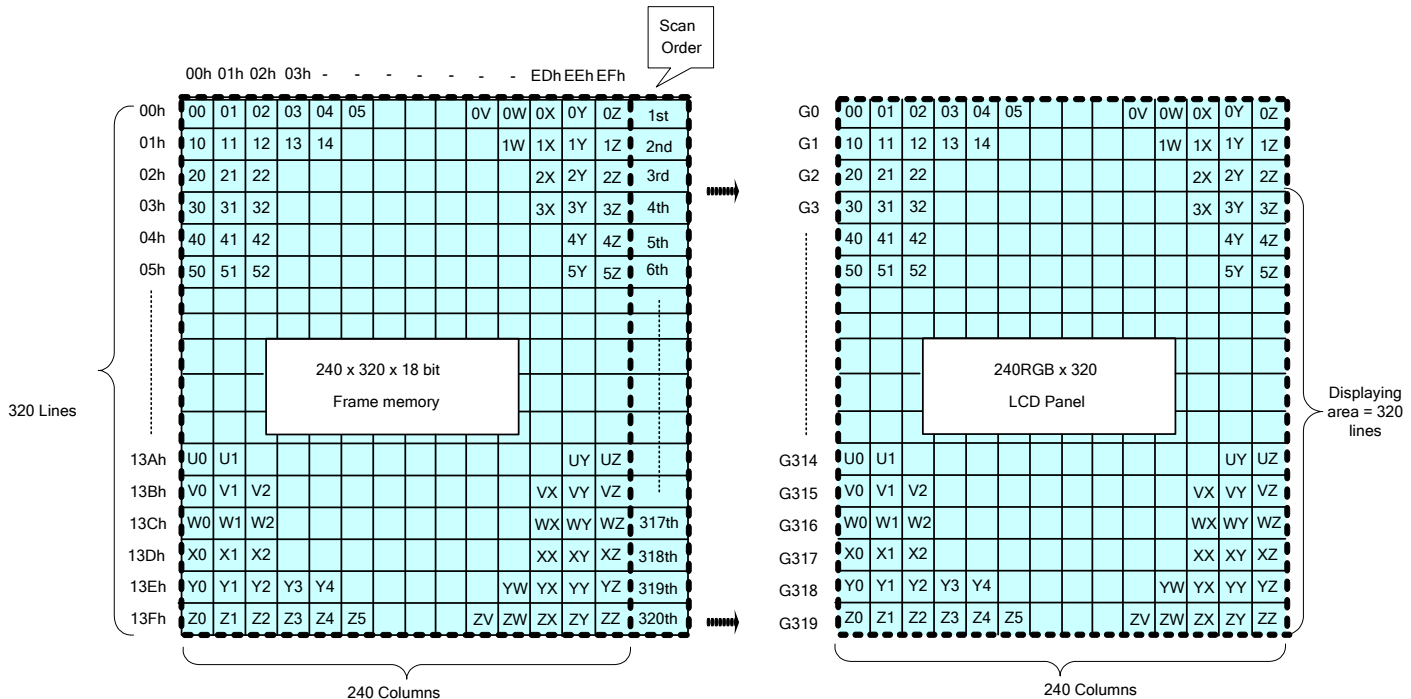 Scan
Order
00h 01h 02h 03h - - - - - - - EDh EEh EFh
00h 00 01 02 03 04 05 0V 0W 0X 0Y 0Z 1st
01h 10 11 12 13 14 1W 1X 1Y 1Z 2nd
02h 20 21 22 2X 2Y 2Z 3rd
03h 30 31 32 3X 3Y 3Z 4th
04h 40 41 42 4Y 4Z 5th
05h 50 51 52 5Y 5Z 6th
240 x 320 x 18 bit
Frame memory
320 Lines
13Ah U0 U1 UY UZ
13Bh V0 V1 V2 VX VY VZ
13Ch W0 W1 W2 WX WY WZ 317th
13Dh X0 X1 X2 XX XY XZ 318th
13Eh Y0 Y1 Y2 Y3 Y4 YW YX YY YZ 319th
13Fh Z0 Z1 Z2 Z3 Z4 Z5 ZV ZW ZX ZY ZZ 320th
240 Columns
G0 00 01 02 03 04 05 0V 0W 0X 0Y 0Z
G1 10 11 12 13 14 1W 1X 1Y 1Z
G2 20 21 22 2X 2Y 2Z
G3 30 31 32 3X 3Y 3Z
40 41 42 4Y 4Z
50 51 52 5Y 5Z
240RGB x 320
LCD Panel
Displaying
area = 320
lines
G314 U0 U1 UY UZ
G315 V0 V1 V2 VX VY VZ
G316 W0 W1 W2 WX WY WZ
G317 X0 X1 X2 XX XY XZ
G318 Y0 Y1 Y2 Y3 Y4 YW YX YY YZ
G319 Z0 Z1 Z2 Z3 Z4 Z5 ZV ZW ZX ZY ZZ
240 Columns